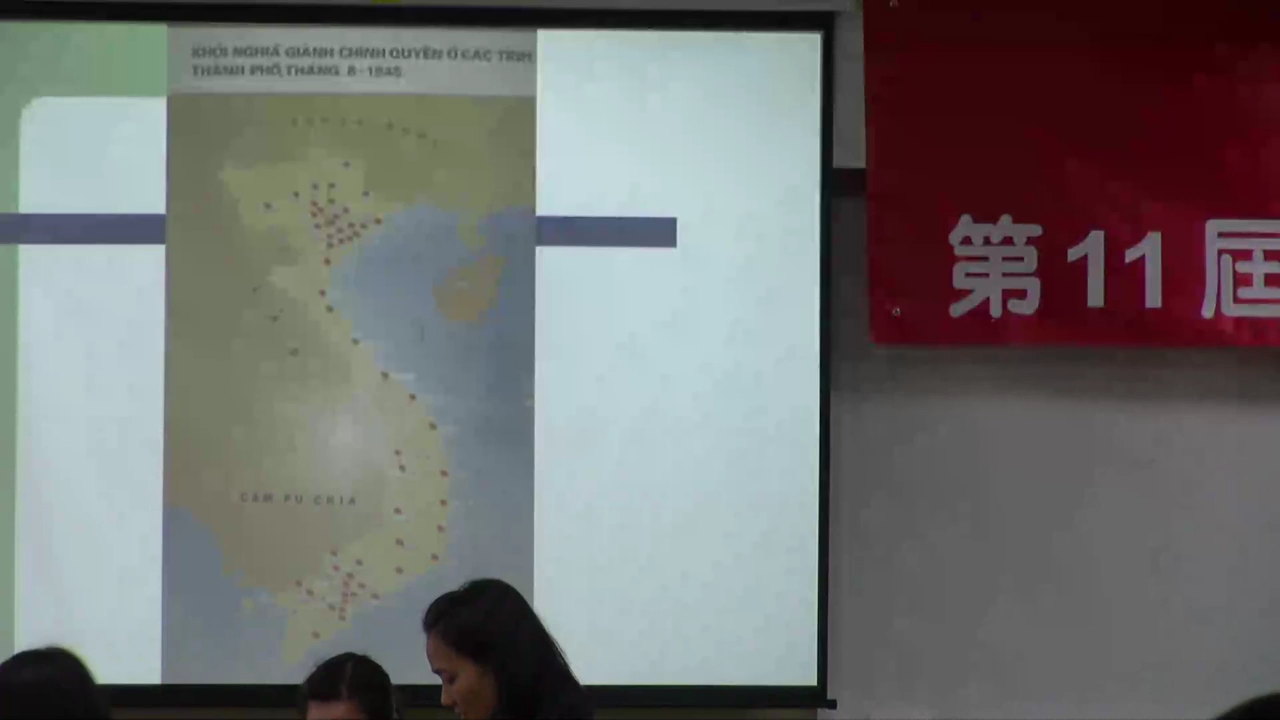 KHỞI NGHĨA GIÀNH CHÍNH QUYỀN Ở CÁC TỈNH
THÀNH PHỐ, THÁNG 8-1945
CAM PU CHIA
第11屆